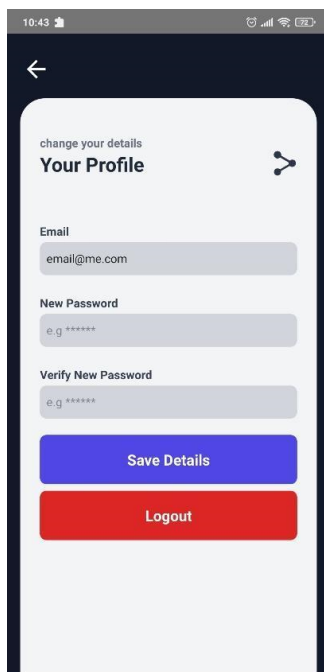 10:43
72
change your details
Your Profile
Email
email@me.com
New Password
e.g ******
Verify New Password
e.g ******
Save Details
Logout